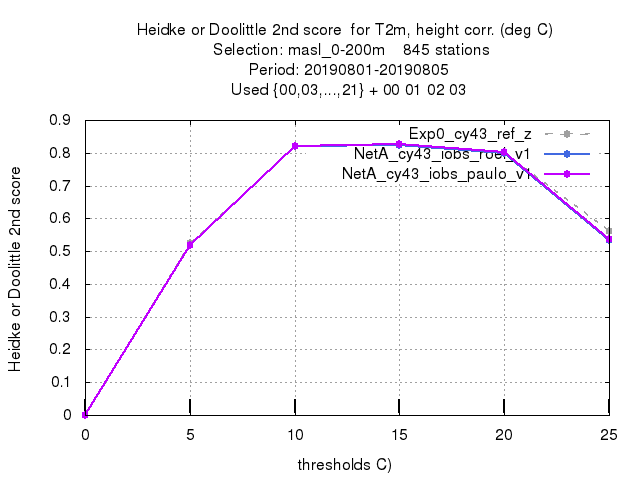 Heidke or Doolittle 2nd score  for T2m, height corr. (deg C)
Selection: masl_0-200m    845 stations
Period: 20190801-20190805
Used {00,03,...,21} + 00 01 02 03
Exp0_cy43_ref_z
NetA_cy43_iobs_roel_v1
NetA_cy43_iobs_paulo_v1
Heidke or Doolittle 2nd score
0.9
0.8
0.7
0.6
0.5
0.4
0.3
0.2
0.1
0
0 5 10 15 20 25
thresholds C)